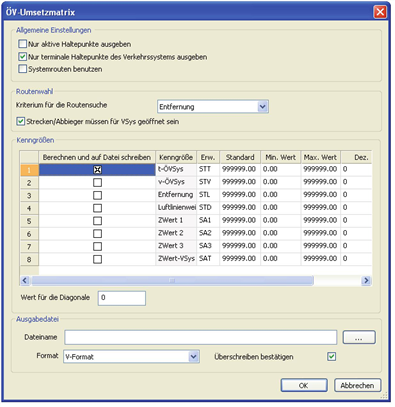 ÖV-Umsetzmatrix
Allgemeine Einstellungen
Nur aktive Haltepunkte ausgeben
Nur terminale Haltepunkte des Verkehrssystems ausgeben
Systemrouten benutzen
Routenwahl
Kriterium für die Routensuche Entfernung
Strecken/Abbieger müssen für VSys geöffnet sein
Kenngrößen
Berechnen und auf Datei schreiben Kenngröße Erw. Standard Min. Wert Max. Wert Dez.
1 t-ÖVSys STT 999999.00 0.00 999999.00 0
2 v-ÖVSys STV 999999.00 0.00 999999.00 0
3 Entfernung STL 999999.00 0.00 999999.00 0
4 Luftlinienwei STD 999999.00 0.00 999999.00 0
5 ZWert 1 SA1 999999.00 0.00 999999.00 0
6 ZWert 2 SA2 999999.00 0.00 999999.00 0
7 ZWert 3 SA3 999999.00 0.00 999999.00 0
8 ZWert-VSys SAT 999999.00 0.00 999999.00 0
Wert für die Diagonale 0
Ausgabedatei
Dateiname ...
Format V-Format Überschreiben bestätigen
OK Abbrechen